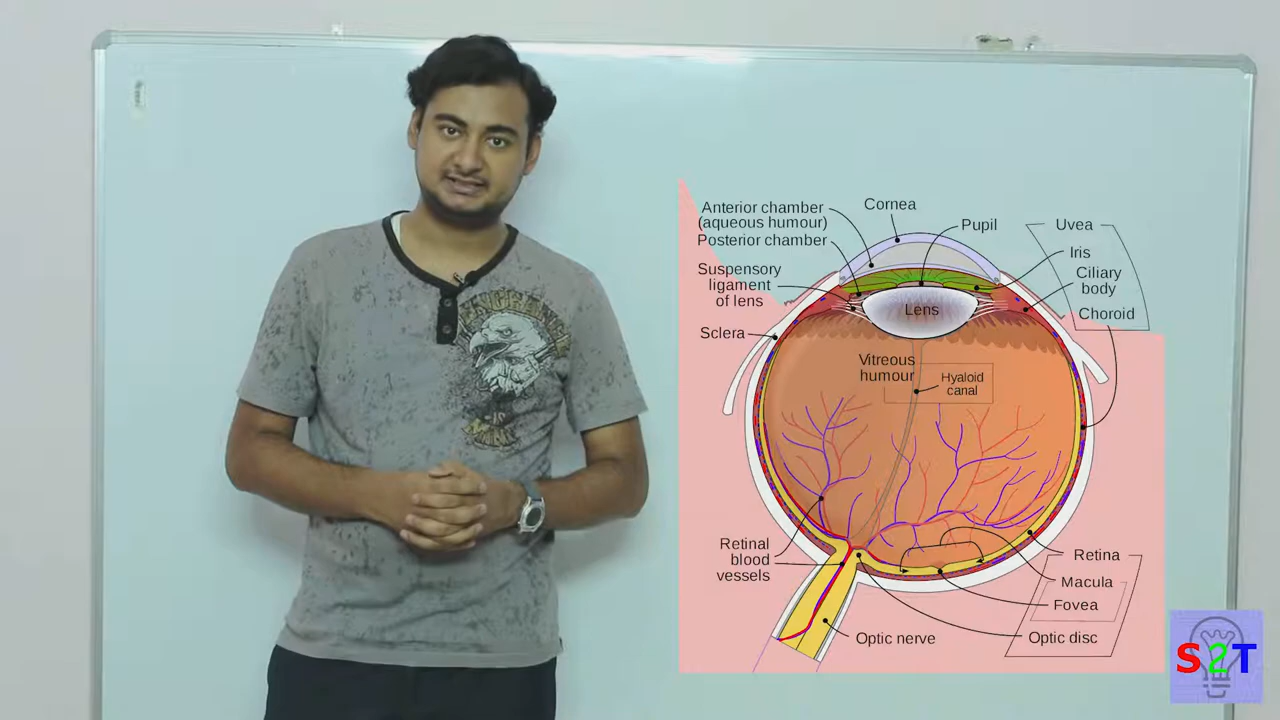 Cornea
Anterior chamber
(aqueous humour)
Posterior chamber
Pupil
Uvea
Iris
Ciliary
body
Choroid
Suspensory
ligament
of lens
Lens
Sclera
Vitreous
humour
Hyaloid
canal
Retinal
blood
vessels
Retina
Macula
Fovea
Optic disc
Optic nerve
S2T